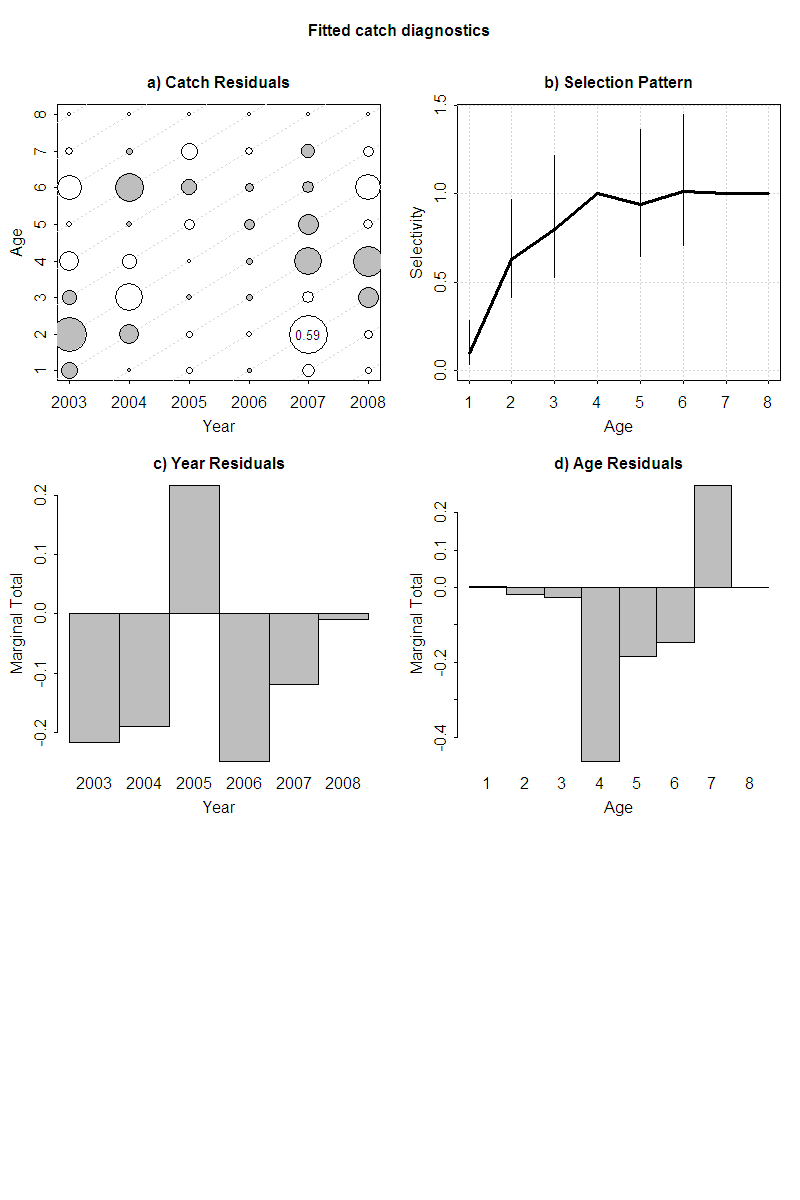 Fitted catch diagnostics
a) Catch Residuals
8
7
6
5
4
3
2
1
Age
0.59
2003 2004 2005 2006 2007 2008
Year
b) Selection Pattern
1.5
1.0
0.5
0.0
Selectivity
1 2 3 4 5 6 7 8
Age
c) Year Residuals
0.2
0.1
0.0
-0.1
-0.2
Marginal Total
2003 2004 2005 2006 2007 2008
Year
d) Age Residuals
0.2
0.1
0.0
-0.2
-0.4
Marginal Total
1 2 3 4 5 6 7 8
Age